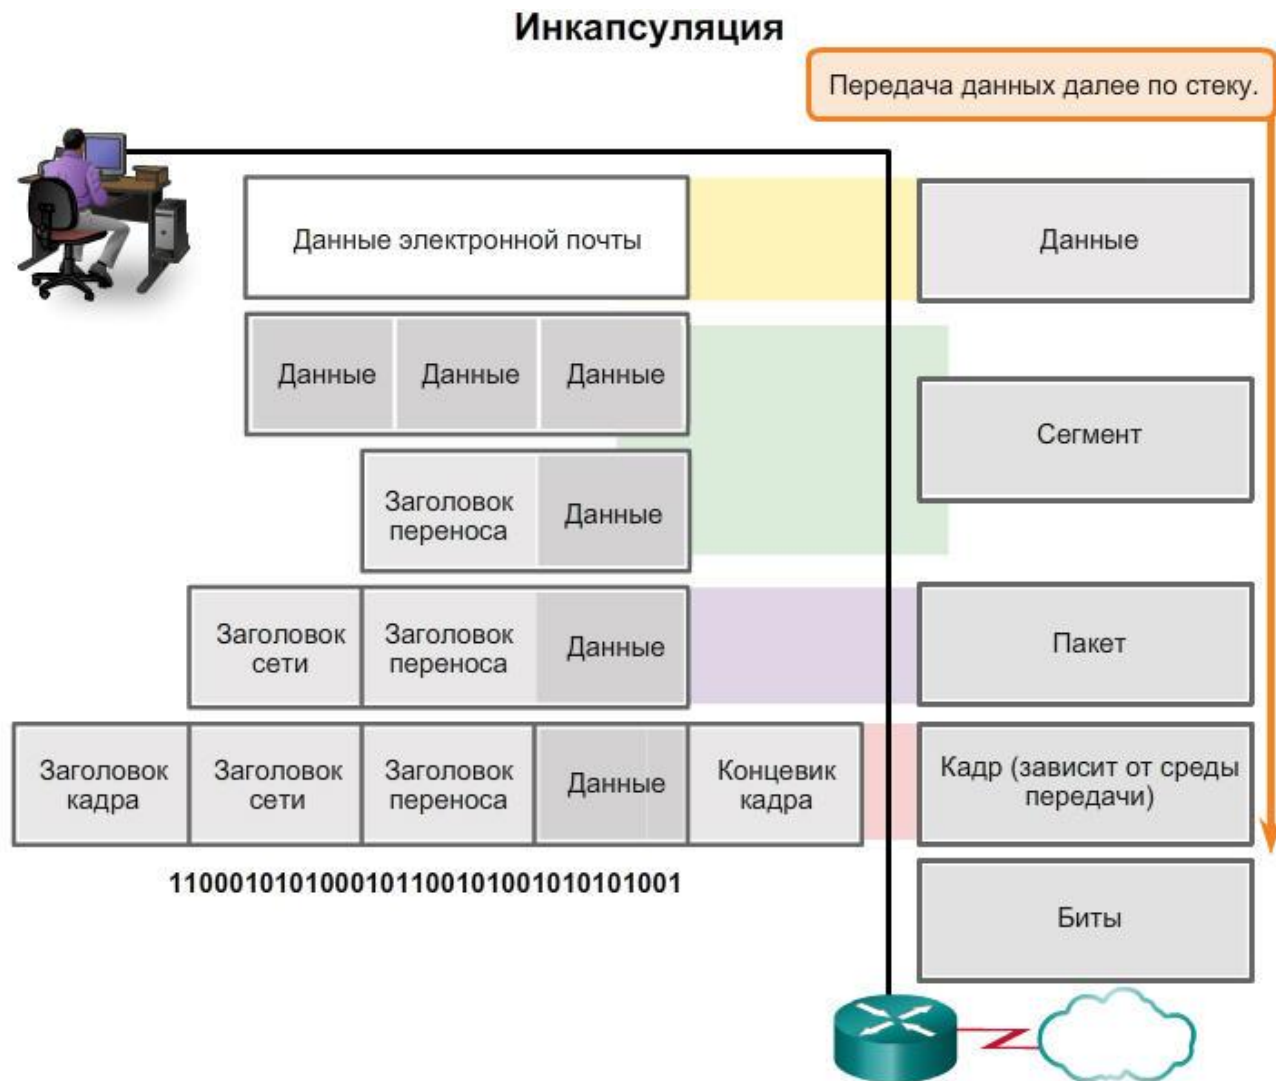 Инкапсуляция
Передача данных далее по стеку.
Данные электронной почты
Данные
Данные Данные Данные
Сегмент
Заголовок
переноса
Данные
Заголовок
сети
Заголовок
переноса
Данные
Пакет
Заголовок
кадра
Заголовок
сети
Заголовок
переноса
Данные
Концевик
кадра
Кадр (зависит от среды
передачи)
1100010101000101100101001010101001
Биты